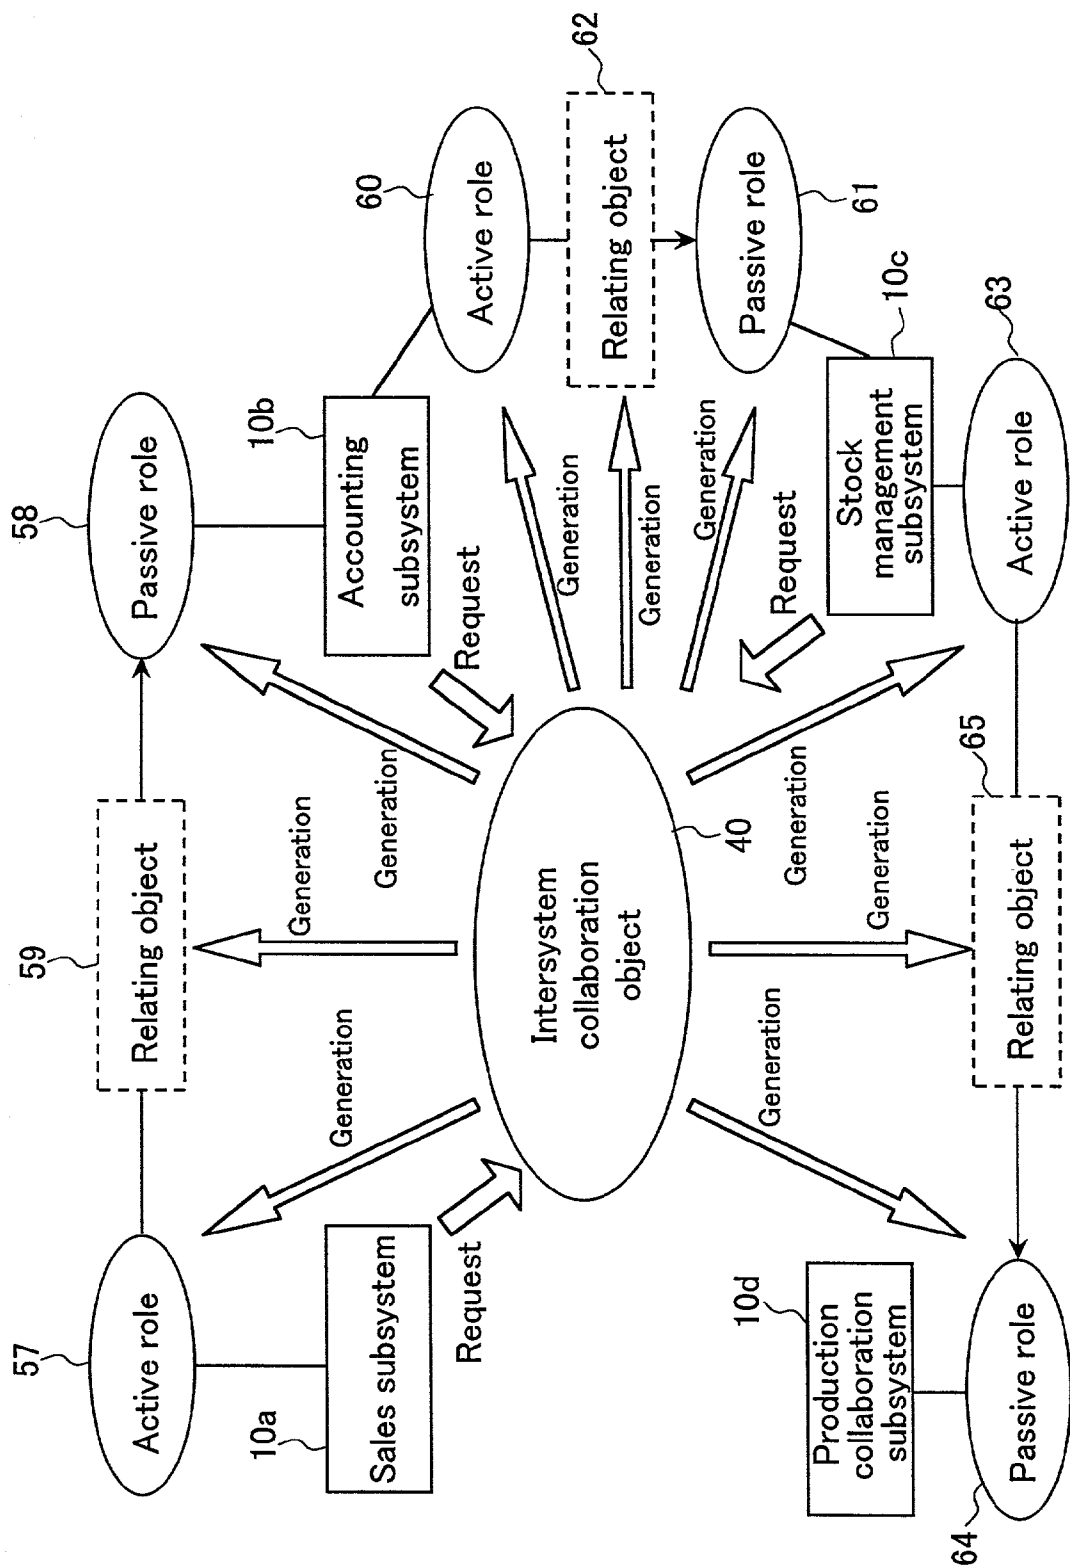 57
Active role
59
Relating object
58
Passive role
10a
Sales subsystem
Request
Generation
Generation
Generation
10b
Accounting
subsystem
Request
60
Active role
Generation
62
Relating object
Generation
61
Passive role
Generation
Intersystem
collaboration
object
40
Request
10c
Stock
management
subsystem
63
Active role
Generation
65
Relating object
Generation
10d
Production
collaboration
subsystem
64
Passive role
Generation